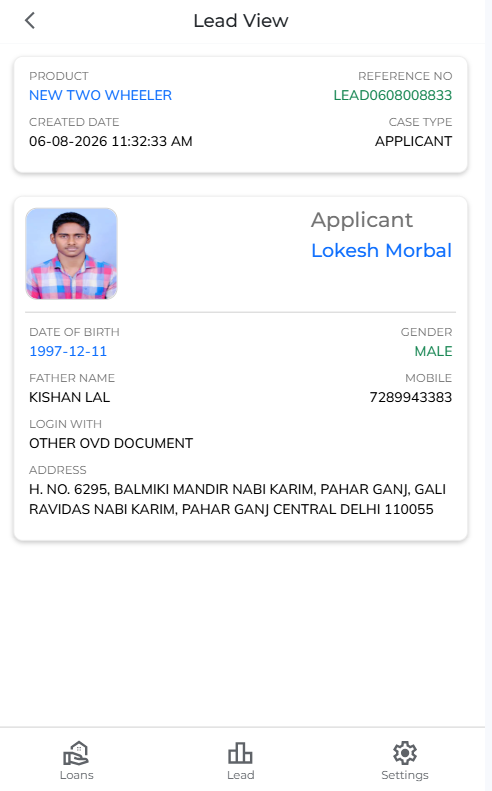 Lead View
PRODUCT
REFERENCE NO
NEW TWO WHEELER
LEAD0608008833
CREATED DATE
CASE TYPE
06-08-2026 11:32:33 AM
APPLICANT
Applicant
Lokesh Morbal
DATE OF BIRTH
GENDER
1997-12-11
MALE
FATHER NAME
MOBILE
KISHAN LAL
7289943383
LOGIN WITH
OTHER OVD DOCUMENT
ADDRESS
H. NO. 6295, BALMIKI MANDIR NABI KARIM, PAHAR GANJ, GALI
RAVIDAS NABI KARIM, PAHAR GANJ CENTRAL DELHI 110055
Loans
Lead
Settings